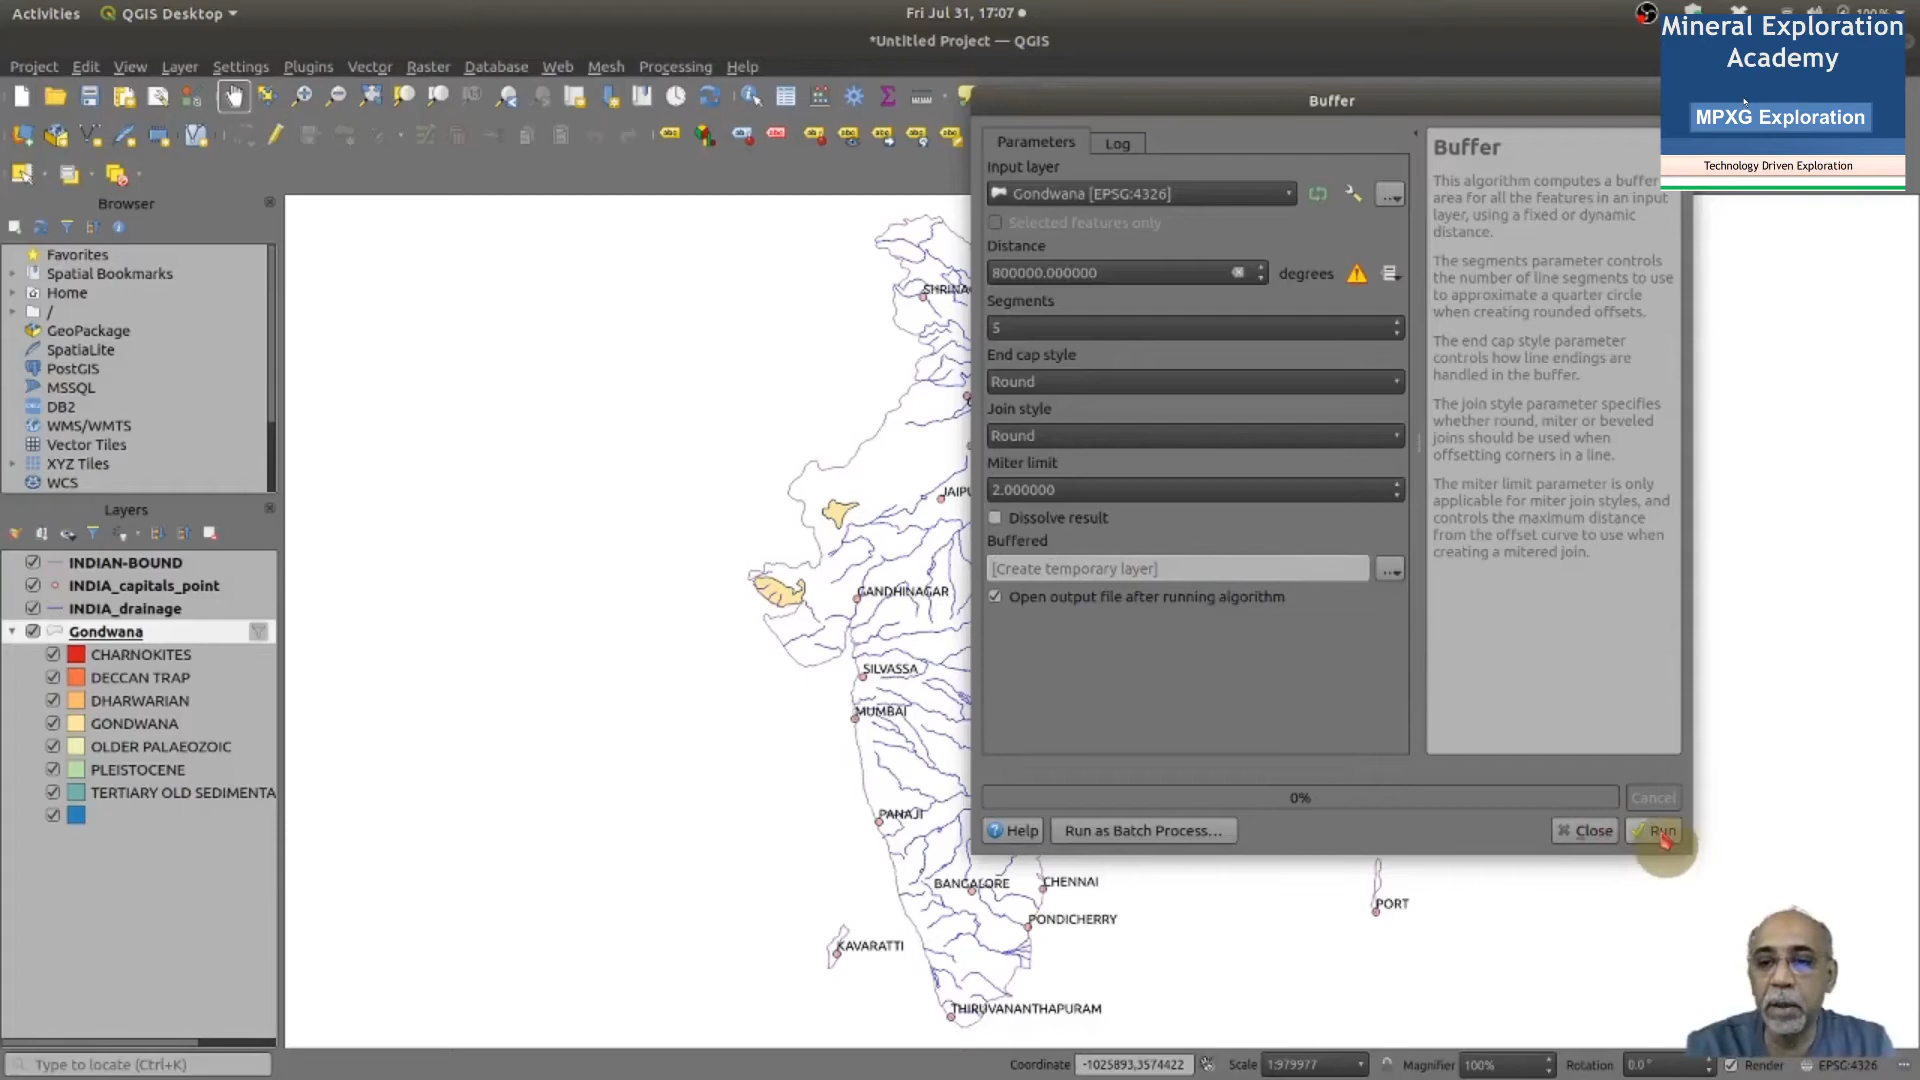 Activities
QGIS Desktop
Fri Jul 31, 17:07
*Untitled Project — QGIS
Project Edit View Layer Settings Plugins Vector Raster Database Web Mesh Processing Help
Mineral Exploration
Academy
MPXG Exploration
Technology Driven Exploration
Browser
Favorites
Spatial Bookmarks
Home
/
GeoPackage
SpatiaLite
PostGIS
MSSQL
DB2
WMS/WMTS
Vector Tiles
XYZ Tiles
WCS
Layers
INDIAN-BOUND
INDIA_capitals_point
INDIA_drainage
Gondwana
CHARNOKITES
DECCAN TRAP
DHARWARIAN
GONDWANA
OLDER PALAEOZOIC
PLEISTOCENE
TERTIARY OLD SEDIMENTA
SHRINA
JAIPU
GANDHINAGAR
SILVASSA
MUMBAI
PANAJI
BANGALORE
CHENNAI
PONDICHERRY
KAVARATTI
THIRUVANANTHAPURAM
PORT
Buffer
Parameters
Log
Input layer
Gondwana [EPSG:4326]
Selected features only
Distance
800000.000000
degrees
Segments
5
End cap style
Round
Join style
Round
Miter limit
2.000000
Dissolve result
Buffered
[Create temporary layer]
Open output file after running algorithm
0%
Cancel
Help
Run as Batch Process...
Close
Run
Buffer
This algorithm computes a buffer
area for all the features in an input
layer, using a fixed or dynamic
distance.
The segments parameter controls
the number of line segments to use
to approximate a quarter circle
when creating rounded offsets.
The end cap style parameter
controls how line endings are
handled in the buffer.
The join style parameter specifies
whether round, miter or beveled
joins should be used when
offsetting corners in a line.
The miter limit parameter is only
applicable for miter join styles, and
controls the maximum distance
from the offset curve to use when
creating a mitered join.
Type to locate (Ctrl+K)
Coordinate -1025893,3574422
Scale 1:979977
Magnifier 100%
Rotation 0.0°
Render
EPSG:4326